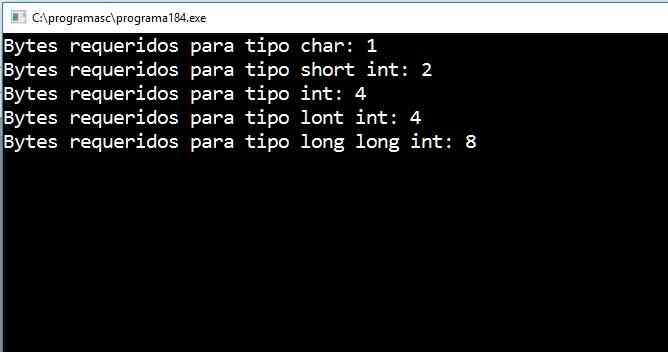 C:\programasc\programa184.exe
Bytes requeridos para tipo char: 1
Bytes requeridos para tipo short int: 2
Bytes requeridos para tipo int: 4
Bytes requeridos para tipo lont int: 4
Bytes requeridos para tipo long long int: 8